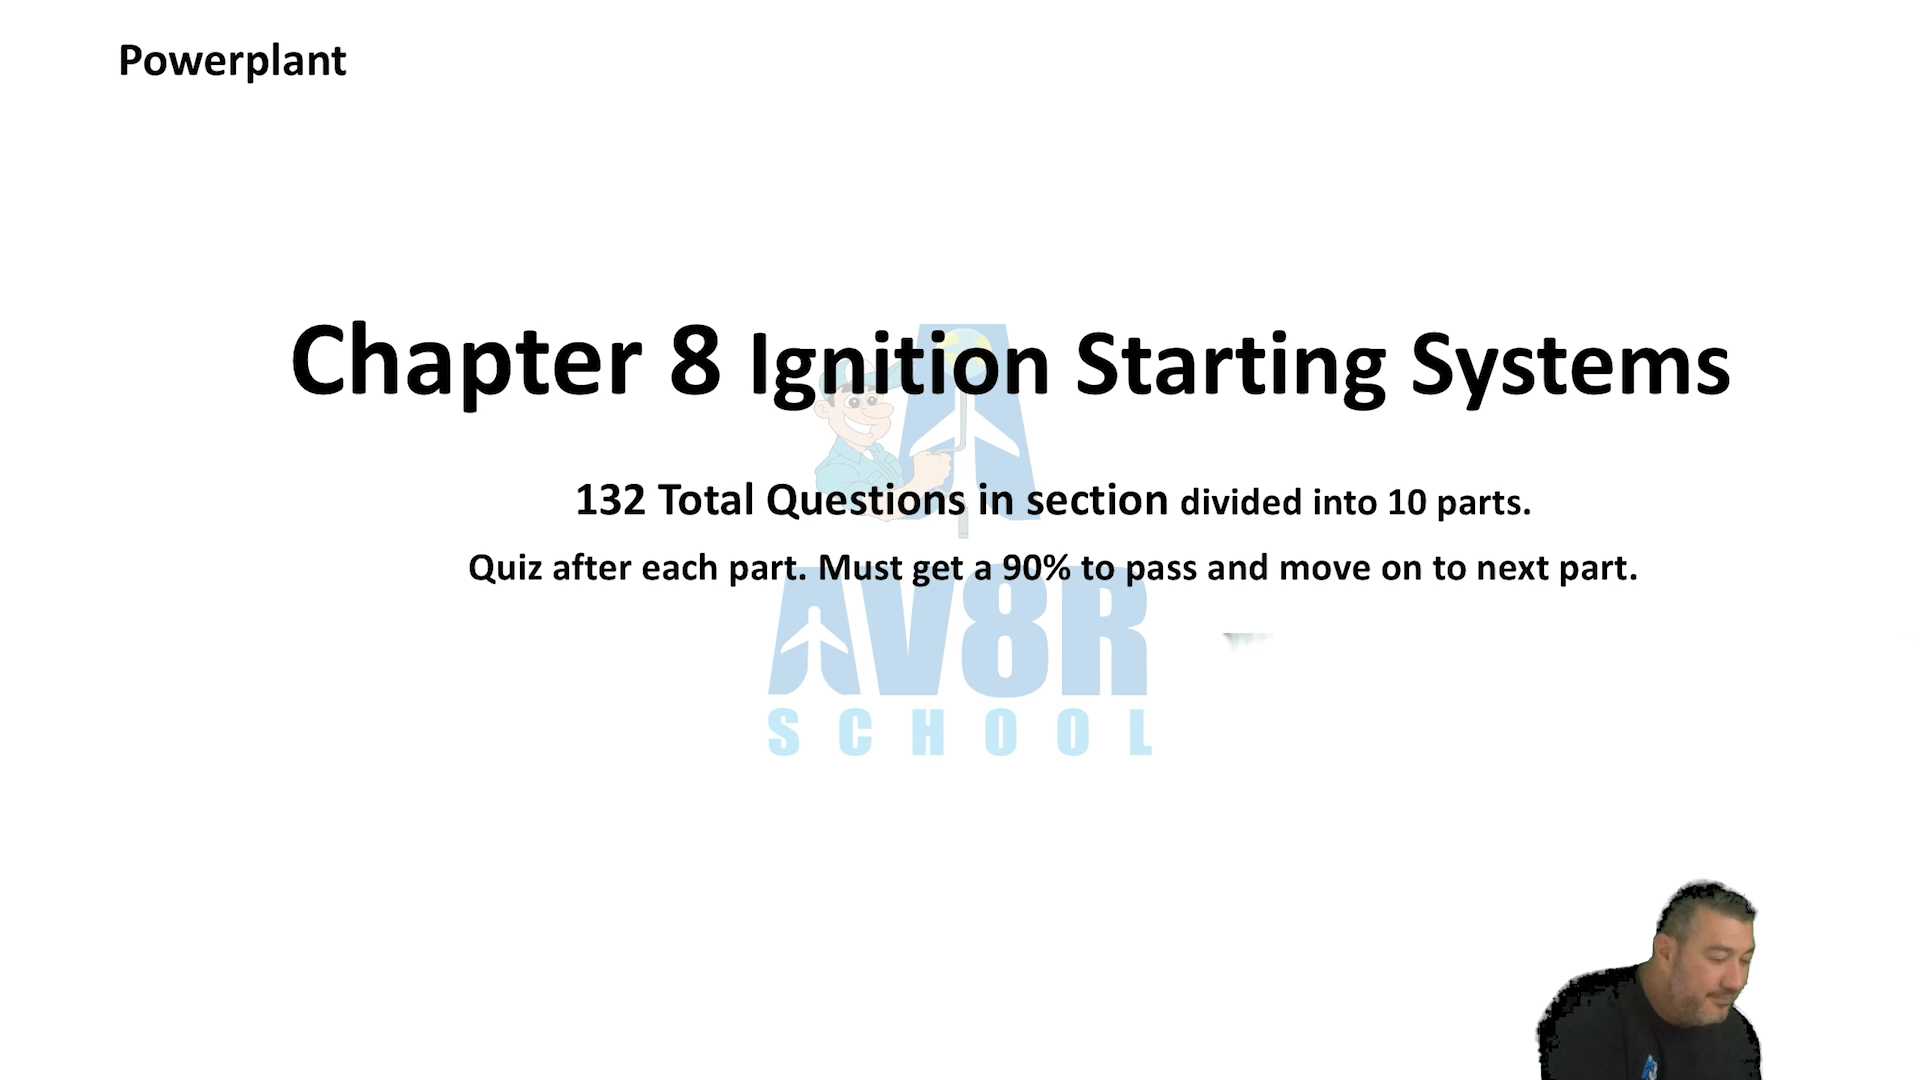 Powerplant
Chapter 8 Ignition Starting Systems
132 Total Questions in section divided into 10 parts.
Quiz after each part. Must get a 90% to pass and move on to next part.
AV8R
SCHOOL